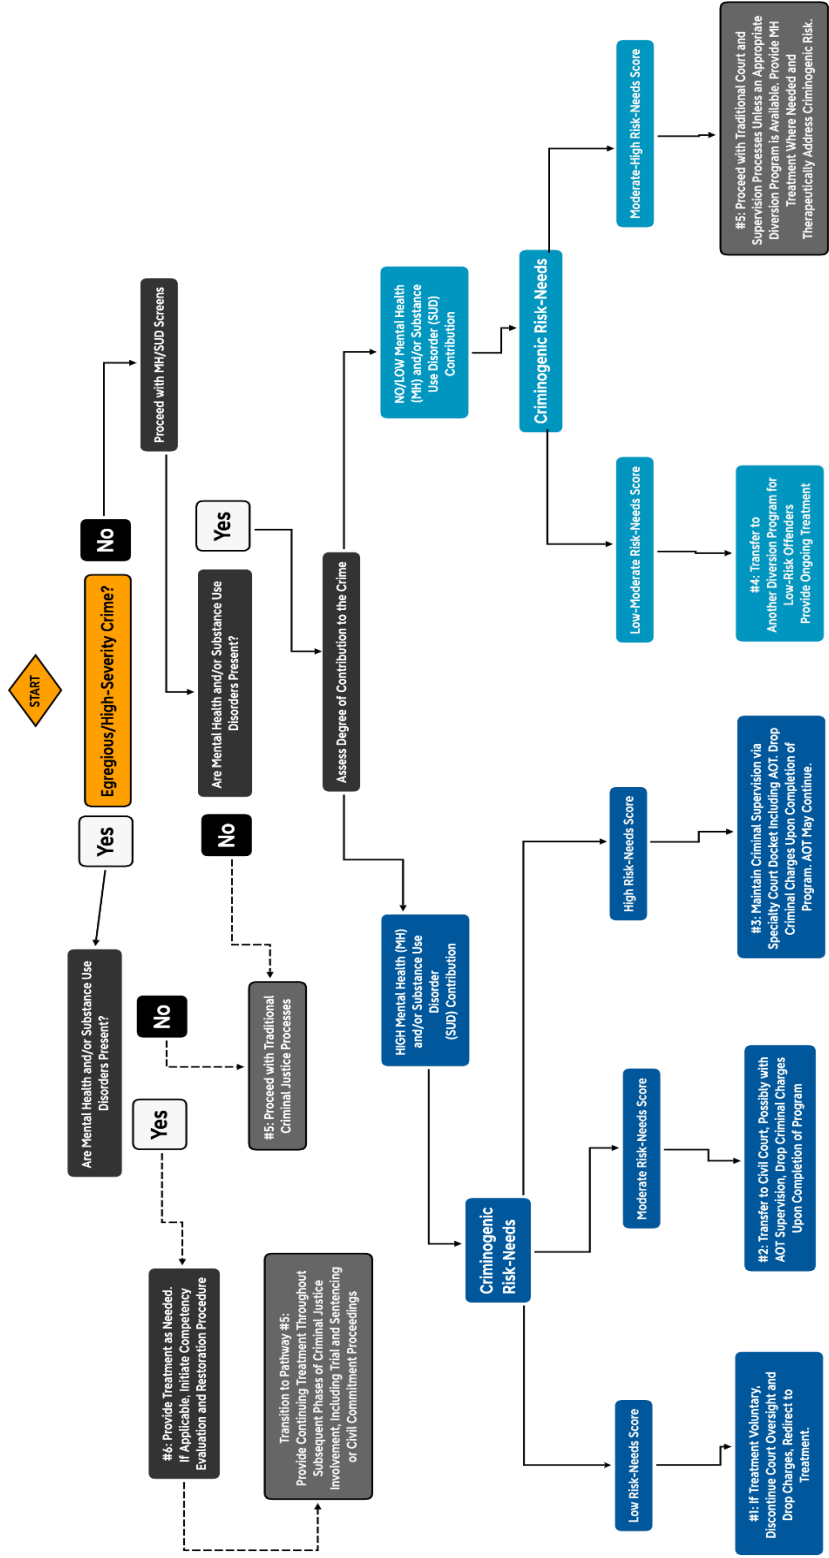 START
Egregious/High-Severity Crime?
Yes
No
Are Mental Health and/or Substance Use
Disorders Present?
Proceed with MH/SUD Screens
Yes
No
#6: Provide Treatment as Needed.
If Applicable, Initiate Competency
Evaluation and Restoration Procedure
#5: Proceed with Traditional
Criminal Justice Processes
Transition to Pathway #5:
Provide Continuing Treatment Throughout
Subsequent Phases of Criminal Justice
Involvement, Including Trial and Sentencing
or Civil Commitment Proceedings
No
Are Mental Health and/or Substance Use
Disorders Present?
Yes
Assess Degree of Contribution to the Crime
HIGH Mental Health (MH)
and/or Substance Use
Disorder
(SUD) Contribution
NO/LOW Mental Health
(MH) and/or Substance
Use Disorder (SUD)
Contribution
Criminogenic
Risk-Needs
Criminogenic Risk-Needs
Low Risk-Needs Score
Moderate Risk-Needs Score
High Risk-Needs Score
Low-Moderate Risk-Needs Score
Moderate-High Risk-Needs Score
#1: If Treatment Voluntary,
Discontinue Court Oversight and
Drop Charges, Redirect to
Treatment.
#2: Transfer to Civil Court, Possibly with
AOT Supervision, Drop Criminal Charges
Upon Completion of Program
#3: Maintain Criminal Supervision via
Specialty Court Docket Including AOT. Drop
Criminal Charges Upon Completion of
Program. AOT May Continue.
#4: Transfer to
Another Diversion Program for
Low-Risk Offenders
Provide Ongoing Treatment
#5: Proceed with Traditional Court and
Supervision Processes Unless an Appropriate
Diversion Program is Available. Provide MH
Treatment Where Needed and
Therapeutically Address Criminogenic Risk.